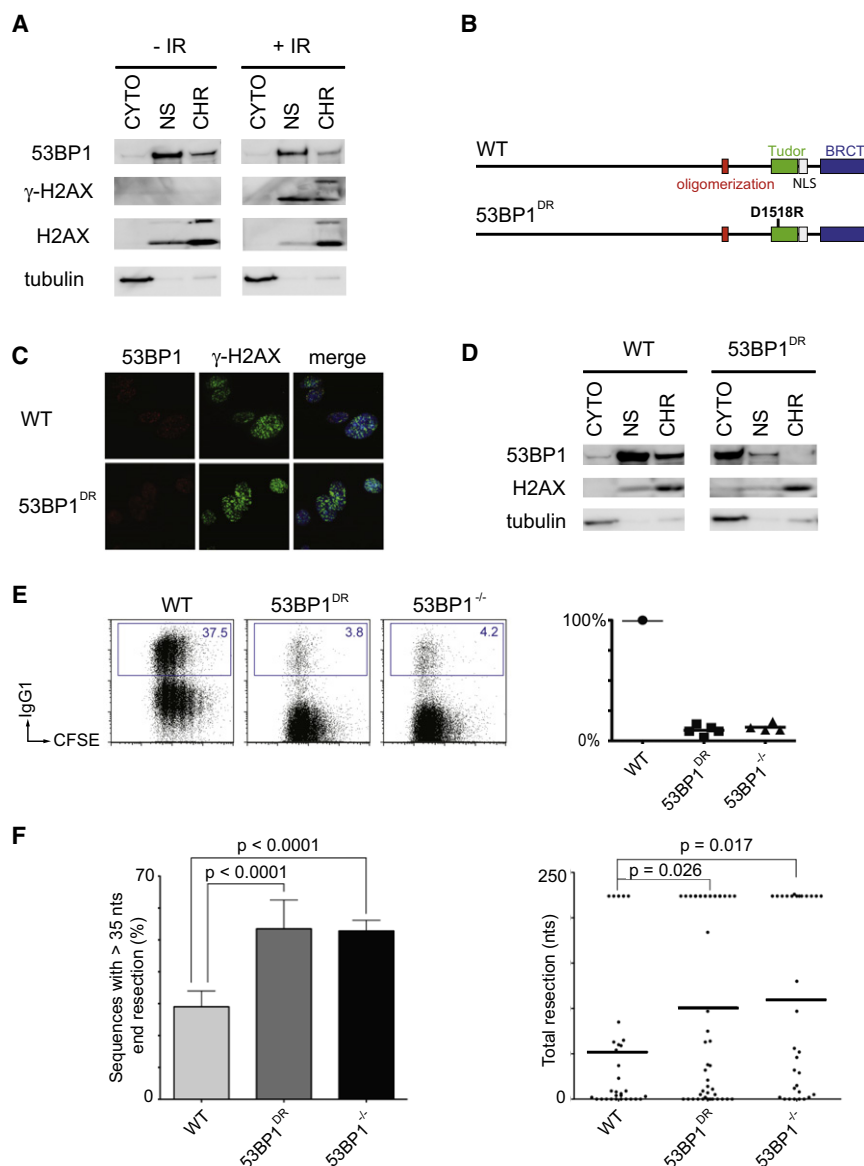 A
- IR + IR
CYTO NS CHR CYTO NS CHR
53BP1
γ-H2AX
H2AX
tubulin
B
WT
Tudor BRCT
oligomerization NLS
53BP1DR
D1518R
C
53BP1 γ-H2AX merge
WT
53BP1DR
D
WT 53BP1DR
CYTO NS CHR CYTO NS CHR
53BP1
H2AX
tubulin
E
WT 53BP1DR 53BP1-/-
37.5 3.8 4.2
IgG1
CFSE
100%
0%
WT 53BP1DR 53BP1-/-
F
p < 0.0001
p < 0.0001
70
0
Sequences with > 35 nts
end resection (%)
WT 53BP1DR 53BP1-/-
p = 0.017
p = 0.026
250
0
Total resection (nts)
WT 53BP1DR 53BP1-/-